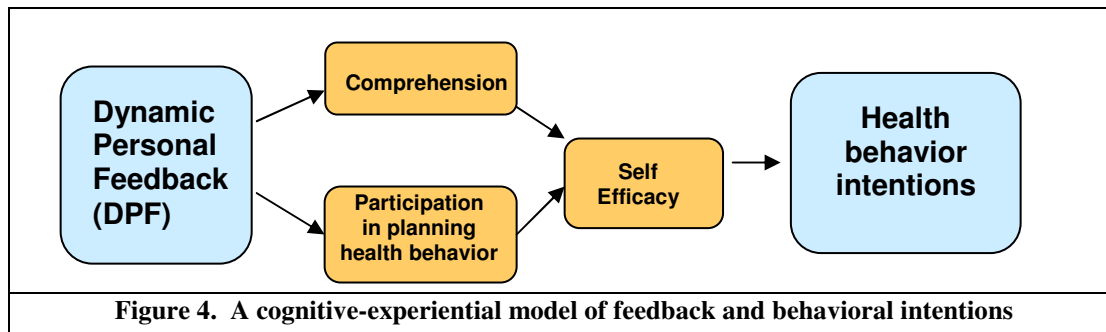 Dynamic
Personal
Feedback
(DPF)
Comprehension
Participation
in planning
health behavior
Self
Efficacy
Health
behavior
intentions
Figure 4. A cognitive-experiential model of feedback and behavioral intentions